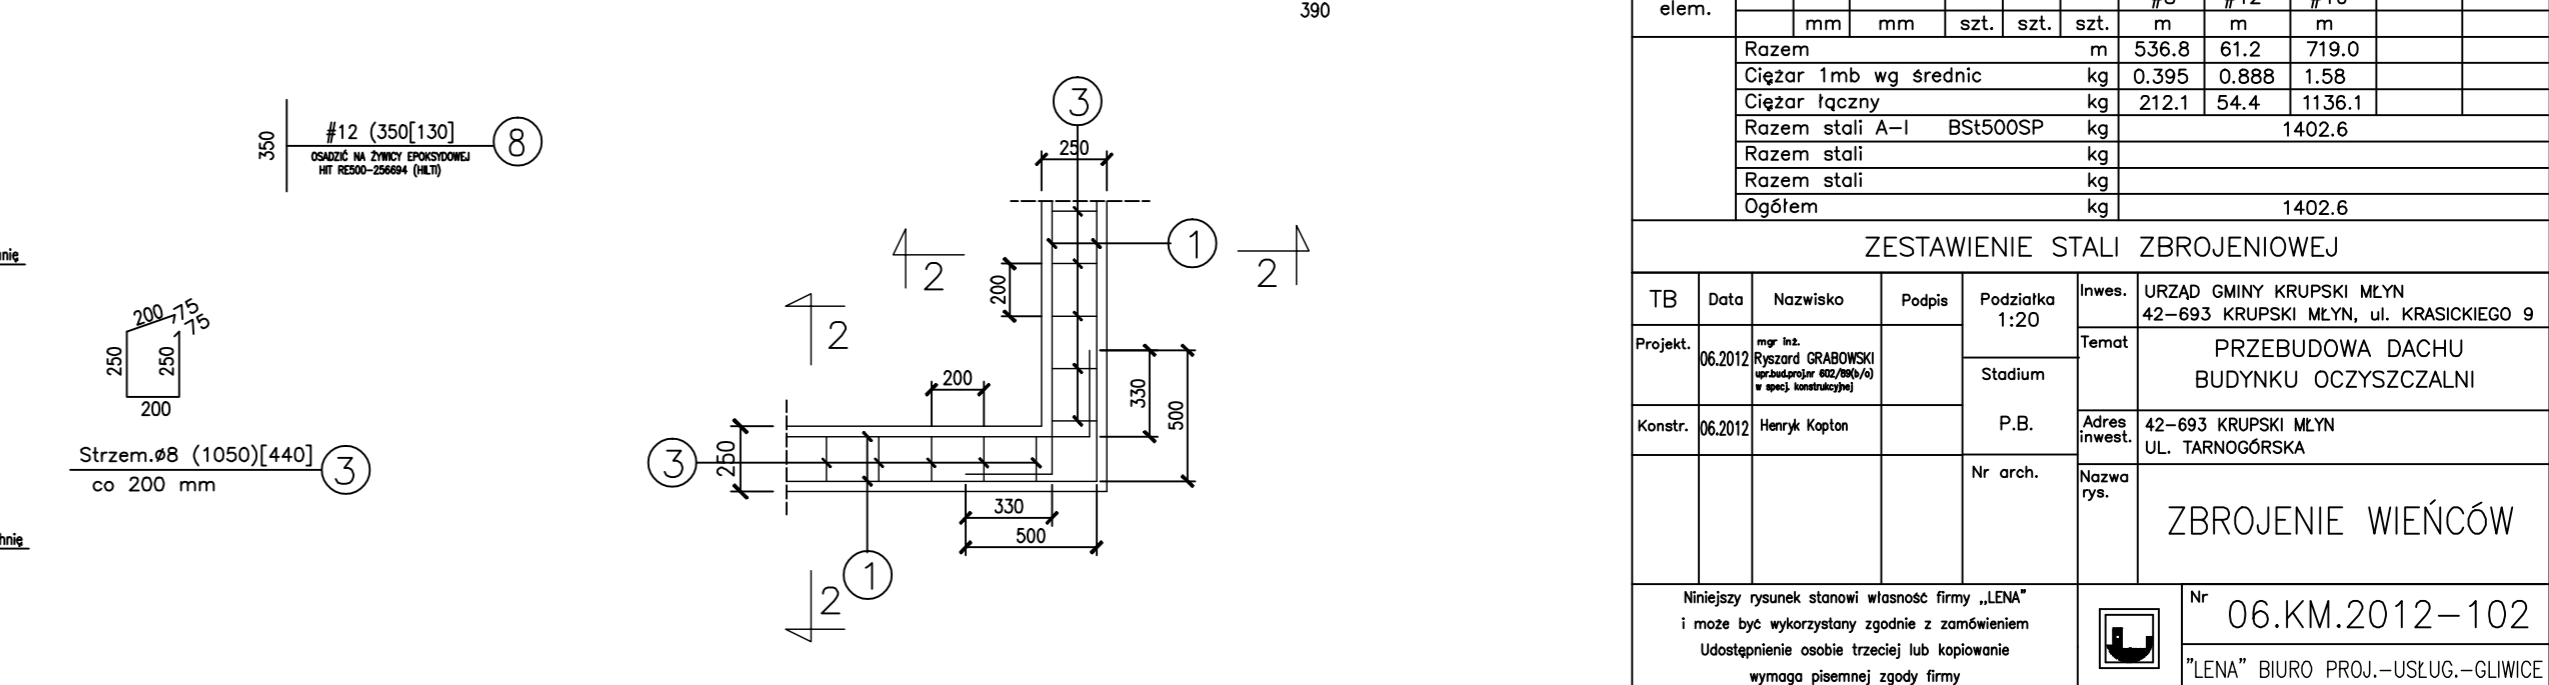 390
350
#12 (350[130]
8
OSADZIĆ NA ŻYWICY EPOKSYDOWEJ
HIT RE500-256694 (HILTI)
200
75
75
250
250
200
Strzem.ø8 (1050)[440]
co 200 mm
3
3
250
1
2
2
200
2
200
330
500
250
3
330
500
1
2
elem.
mm mm szt. szt. szt. m m m
Razem m 536.8 61.2 719.0
Ciężar 1mb wg średnic kg 0.395 0.888 1.58
Ciężar łączny kg 212.1 54.4 1136.1
Razem stali A-I BSt500SP kg 1402.6
Razem stali kg
Razem stali kg
Ogółem kg 1402.6
ZESTAWIENIE STALI ZBROJENIOWEJ
TB Data Nazwisko Podpis
Podziałka
1:20
Inwes.
URZĄD GMINY KRUPSKI MŁYN
42-693 KRUPSKI MŁYN, ul. KRASICKIEGO 9
Projekt.
06.2012
mgr inż.
Ryszard GRABOWSKI
upr.bud.proj.nr 602/89(b/o)
w specj. konstrukcyjnej
Stadium
P.B.
Temat
PRZEBUDOWA DACHU
BUDYNKU OCZYSZCZALNI
Konstr. 06.2012 Henryk Kopton
Adres
inwest.
42-693 KRUPSKI MŁYN
UL. TARNOGÓRSKA
Nr arch.
Nazwa
rys.
ZBROJENIE WIEŃCÓW
Niniejszy rysunek stanowi własność firmy „LENA"
i może być wykorzystany zgodnie z zamówieniem
Udostępnienie osobie trzeciej lub kopiowanie
wymaga pisemnej zgody firmy
Nr 06.KM.2012-102
"LENA" BIURO PROJ.-USŁUG.-GLIWICE